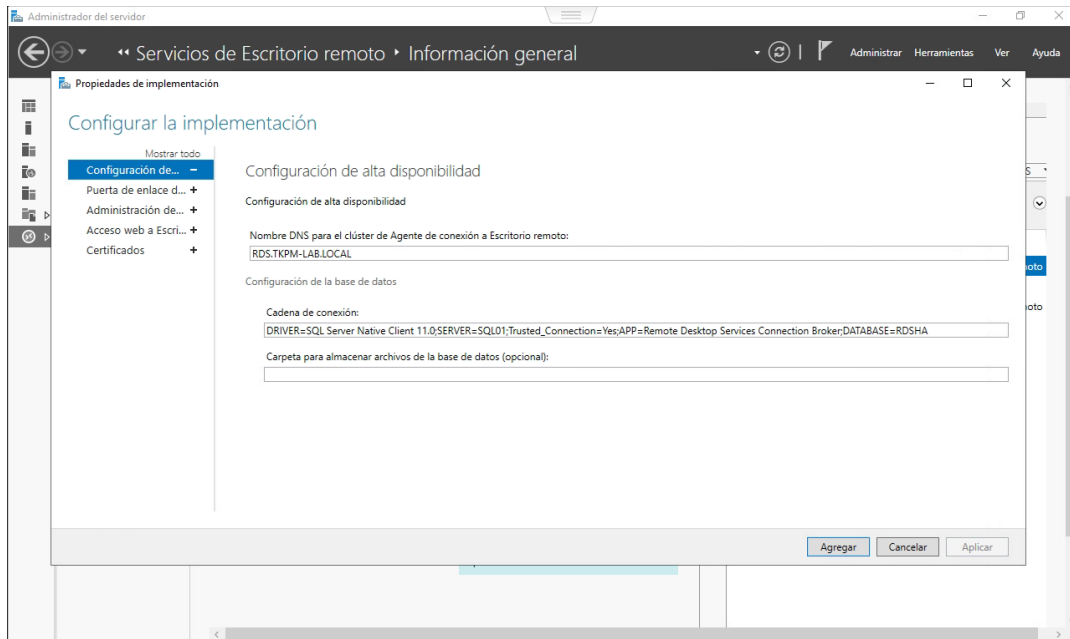 Administrador del servidor
Servicios de Escritorio remoto ‣ Información general
Administrar Herramientas Ver Ayuda
Propiedades de implementación
Configurar la implementación
Mostrar todo
Configuración de... –
Puerta de enlace d... +
Administración de... +
Acceso web a Escri... +
Certificados +
Configuración de alta disponibilidad
Configuración de alta disponibilidad
Nombre DNS para el clúster de Agente de conexión a Escritorio remoto:
RDS.TKPM-LAB.LOCAL
Configuración de la base de datos
Cadena de conexión:
DRIVER=SQL Server Native Client 11.0;SERVER=SQL01;Trusted_Connection=Yes;APP=Remote Desktop Services Connection Broker;DATABASE=RDSHA
Carpeta para almacenar archivos de la base de datos (opcional):
S
oto
oto
Agregar Cancelar Aplicar